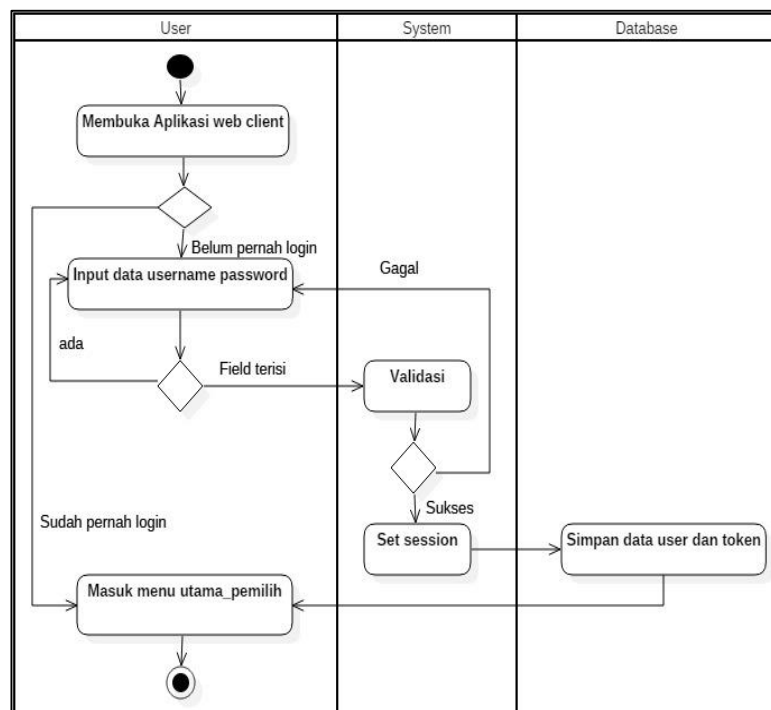 User
System
Database
Membuka Aplikasi web client
Belum pernah login
Input data username password
Gagal
ada
Field terisi
Validasi
Sukses
Sudah pernah login
Set session
Simpan data user dan token
Masuk menu utama_pemilih